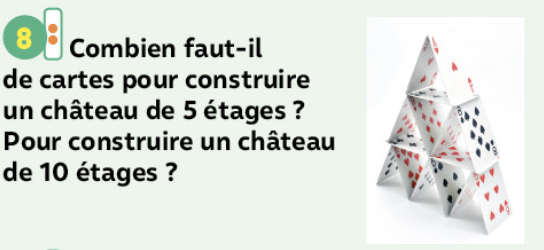 8 Combien faut-il
de cartes pour construire
un château de 5 étages ?
Pour construire un château
de 10 étages ?